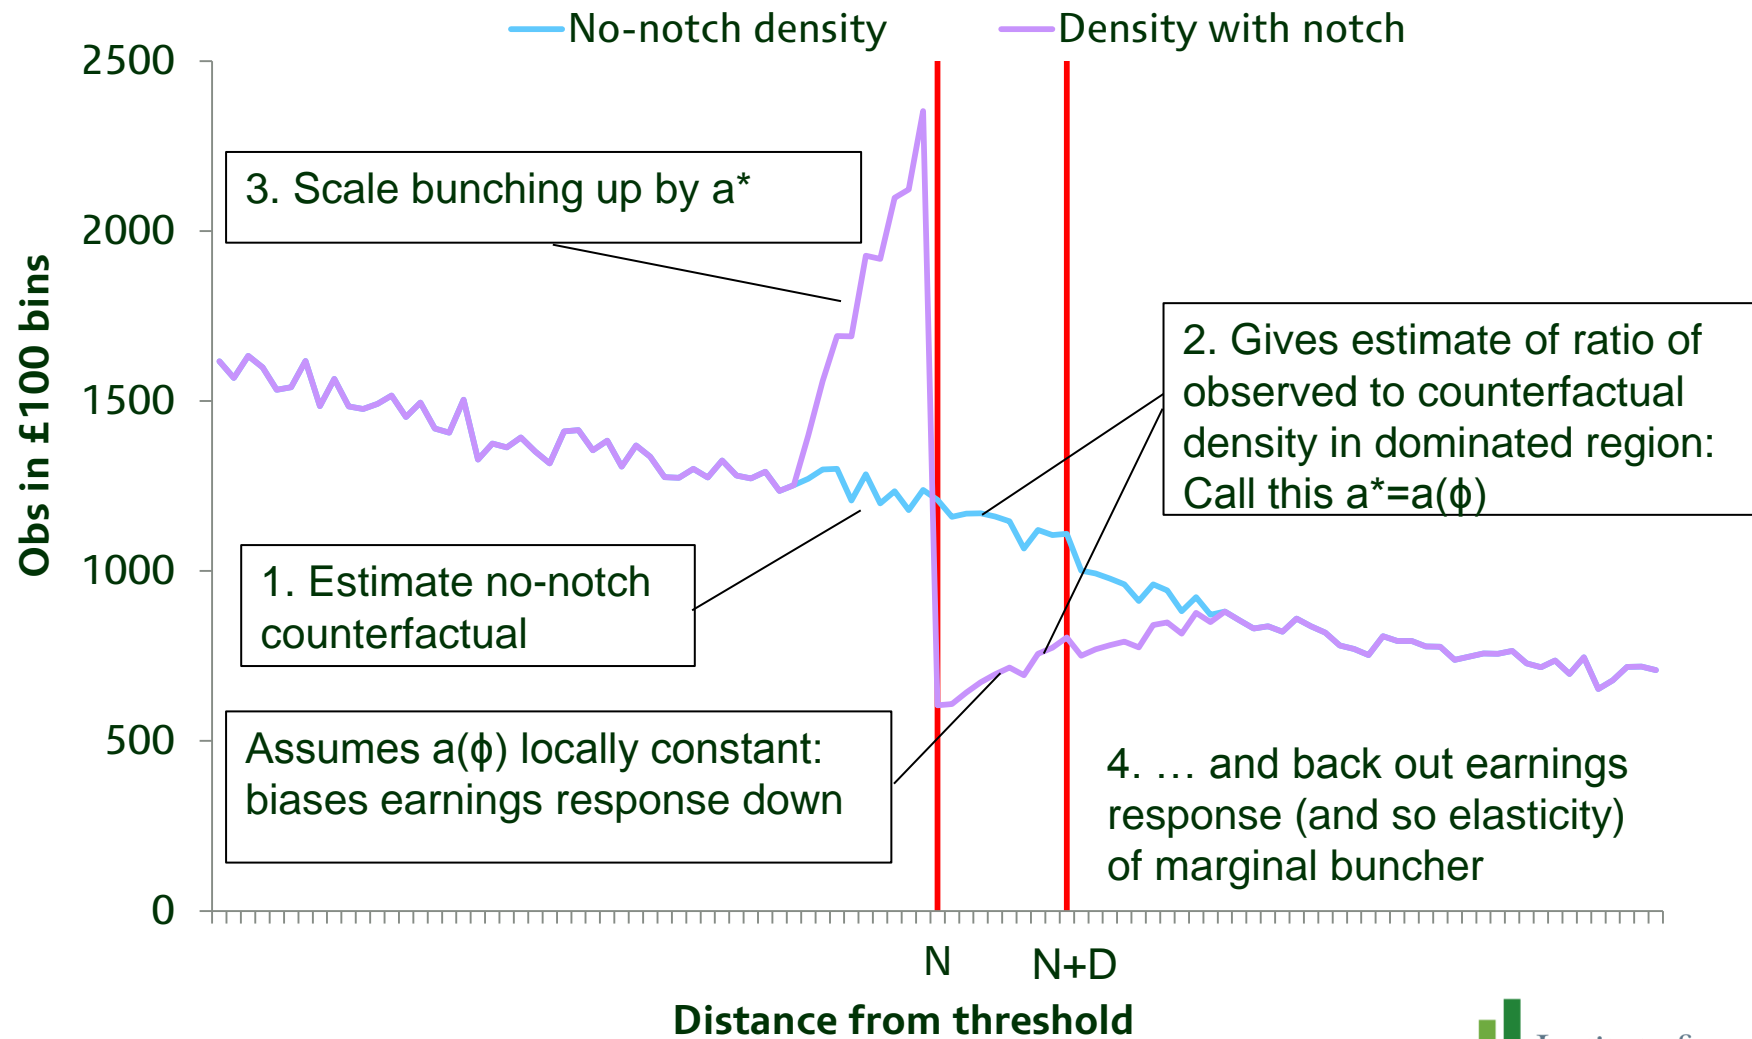 No-notch density
Density with notch
2500
2000
1500
1000
500
0
Obs in £100 bins
3. Scale bunching up by a*
2. Gives estimate of ratio of
observed to counterfactual
density in dominated region:
Call this a*=a(ϕ)
1. Estimate no-notch
counterfactual
Assumes a(ϕ) locally constant:
biases earnings response down
4. … and back out earnings
response (and so elasticity)
of marginal buncher
N
N+D
Distance from threshold